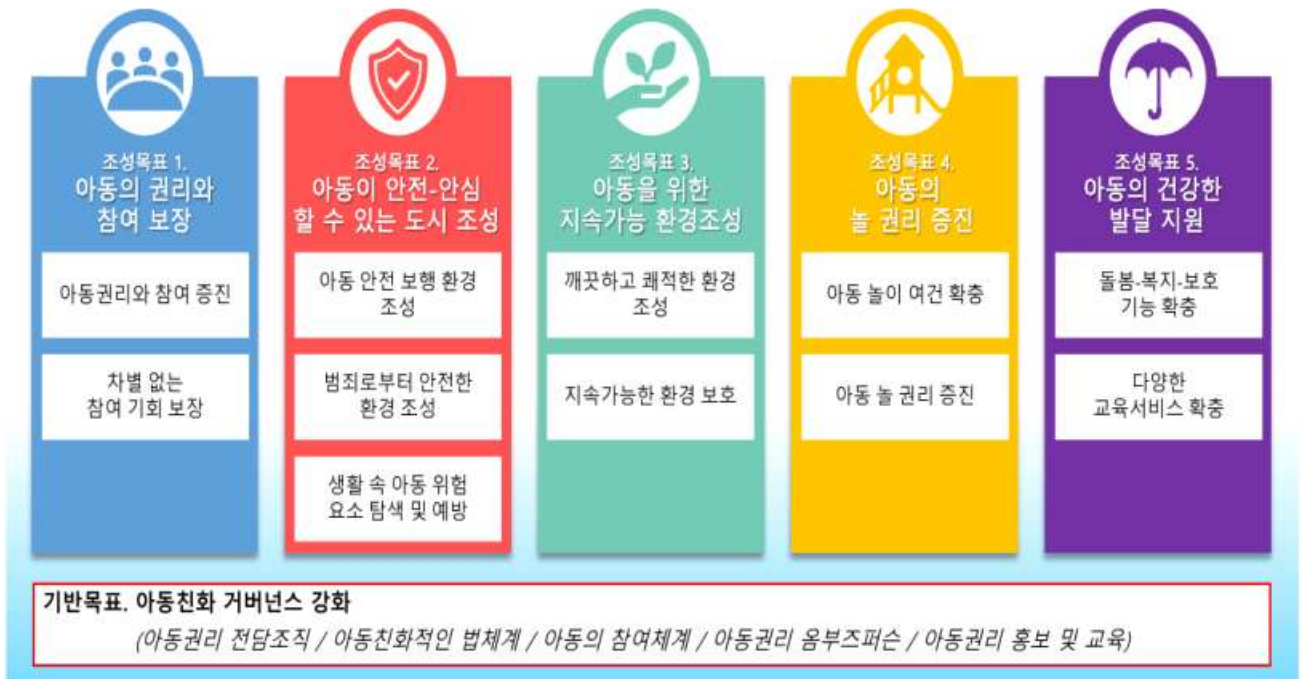 조성목표 1.
아동의 권리와
참여 보장
아동권리와 참여 증진
차별 없는
참여 기회 보장
조성목표 2.
아동이 안전-안심
할 수 있는 도시 조성
아동 안전 보행 환경
조성
범죄로부터 안전한
환경 조성
생활 속 아동 위험
요소 탐색 및 예방
조성목표 3.
아동을 위한
지속가능 환경조성
깨끗하고 쾌적한 환경
조성
지속가능한 환경 보호
조성목표 4.
아동의
놀 권리 증진
아동 놀이 여건 확충
아동 놀 권리 증진
조성목표 5.
아동의 건강한
발달 지원
돌봄-복지-보호
기능 확충
다양한
교육서비스 확충
기반목표. 아동친화 거버넌스 강화
(아동권리 전담조직 / 아동친화적인 법체계 / 아동의 참여체계 / 아동권리 옴부즈퍼슨 / 아동권리 홍보 및 교육)